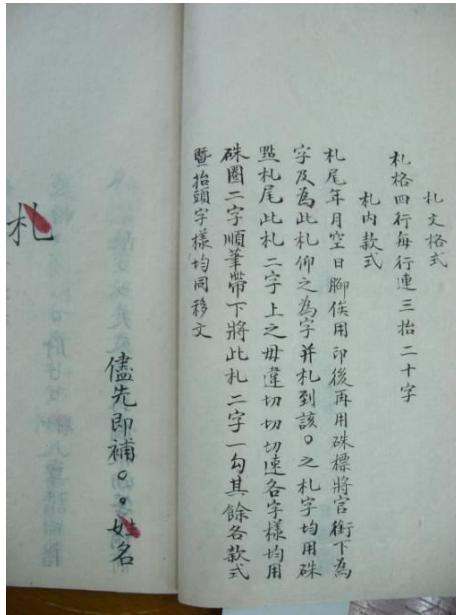 札文格式
札格四行每行連三抬二十字
札內款式
札尾年月空日腳俟用印後再用硃標將官銜下為
字及為此札仰之為字并札到該○之札字均用硃
點札尾此札二字上之毋違切切切速各字樣均用
硃圈二字順筆帶下將此札二字一勾其餘各款式
暨抬頭字樣均同移文
儘先即補○○姓名
札